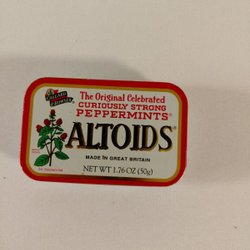 The Original Celebrated
CURIOUSLY STRONG
PEPPERMINTS
ALTOIDS®
MADE IN GREAT BRITAIN
NET WT 1.76 OZ (50g)